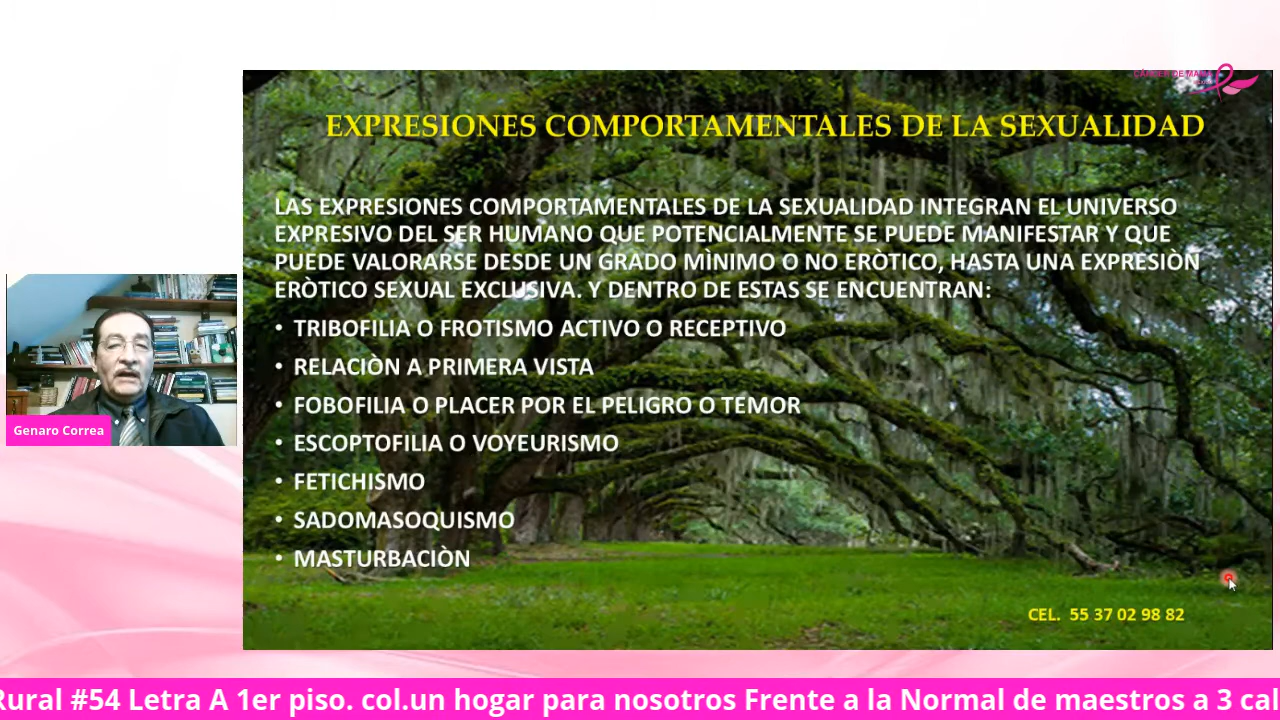 CÁNCER DE MAMA
EXPRESIONES COMPORTAMENTALES DE LA SEXUALIDAD
LAS EXPRESIONES COMPORTAMENTALES DE LA SEXUALIDAD INTEGRAN EL UNIVERSO
EXPRESIVO DEL SER HUMANO QUE POTENCIALMENTE SE PUEDE MANIFESTAR Y QUE
PUEDE VALORARSE DESDE UN GRADO MÌNIMO O NO ERÒTICO, HASTA UNA EXPRESIÒN
ERÒTICO SEXUAL EXCLUSIVA. Y DENTRO DE ESTAS SE ENCUENTRAN:
• TRIBOFILIA O FROTISMO ACTIVO O RECEPTIVO
• RELACIÒN A PRIMERA VISTA
• FOBOFILIA O PLACER POR EL PELIGRO O TEMOR
• ESCOPTOFILIA O VOYEURISMO
• FETICHISMO
• SADOMASOQUISMO
• MASTURBACIÒN
CEL. 55 37 02 98 82
Genaro Correa
Rural #54 Letra A 1er piso. col.un hogar para nosotros Frente a la Normal de maestros a 3 cal